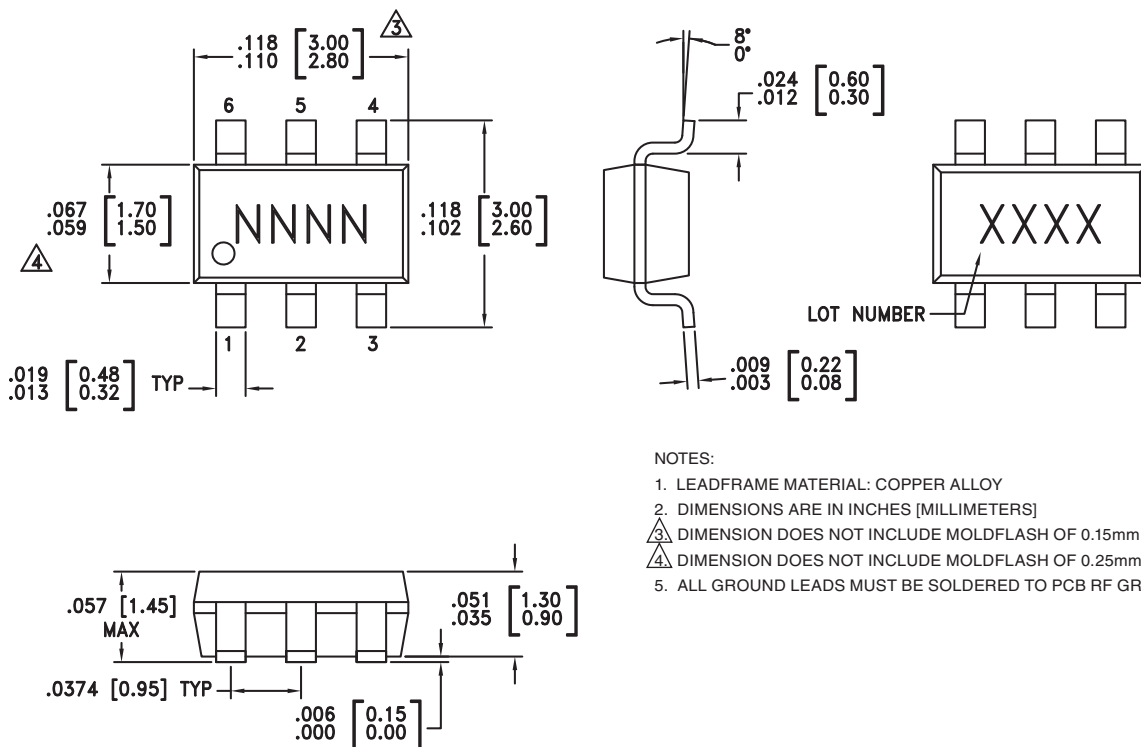 .118 [3.00]
.110 [2.80]
3
6 5 4
.067 [1.70]
.059 [1.50]
4
NNNN
.118 [3.00]
.102 [2.60]
1 2 3
.019 [0.48]
.013 [0.32]
TYP
8°
0°
.024 [0.60]
.012 [0.30]
XXXX
LOT NUMBER
.009 [0.22]
.003 [0.08]
NOTES:
1. LEADFRAME MATERIAL: COPPER ALLOY
2. DIMENSIONS ARE IN INCHES [MILLIMETERS]
3. DIMENSION DOES NOT INCLUDE MOLDFLASH OF 0.15mm
4. DIMENSION DOES NOT INCLUDE MOLDFLASH OF 0.25mm
5. ALL GROUND LEADS MUST BE SOLDERED TO PCB RF GR
.057 [1.45]
MAX
.051 [1.30]
.035 [0.90]
.0374 [0.95] TYP
.006 [0.15]
.000 [0.00]